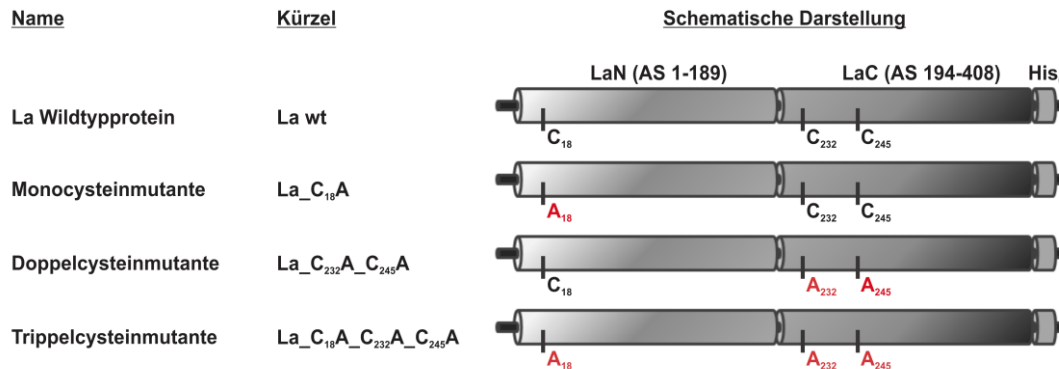 Name Kürzel Schematische Darstellung
LaN (AS 1-189) LaC (AS 194-408) His
La Wildtypprotein La wt
C₁₈ C₂₃₂ C₂₄₅
Monocysteinmutante La_C₁₈A
A₁₈ C₂₃₂ C₂₄₅
Doppelcysteinmutante La_C₂₃₂A_C₂₄₅A
C₁₈ A₂₃₂ A₂₄₅
Trippelcysteinmutante La_C₁₈A_C₂₃₂A_C₂₄₅A
A₁₈ A₂₃₂ A₂₄₅